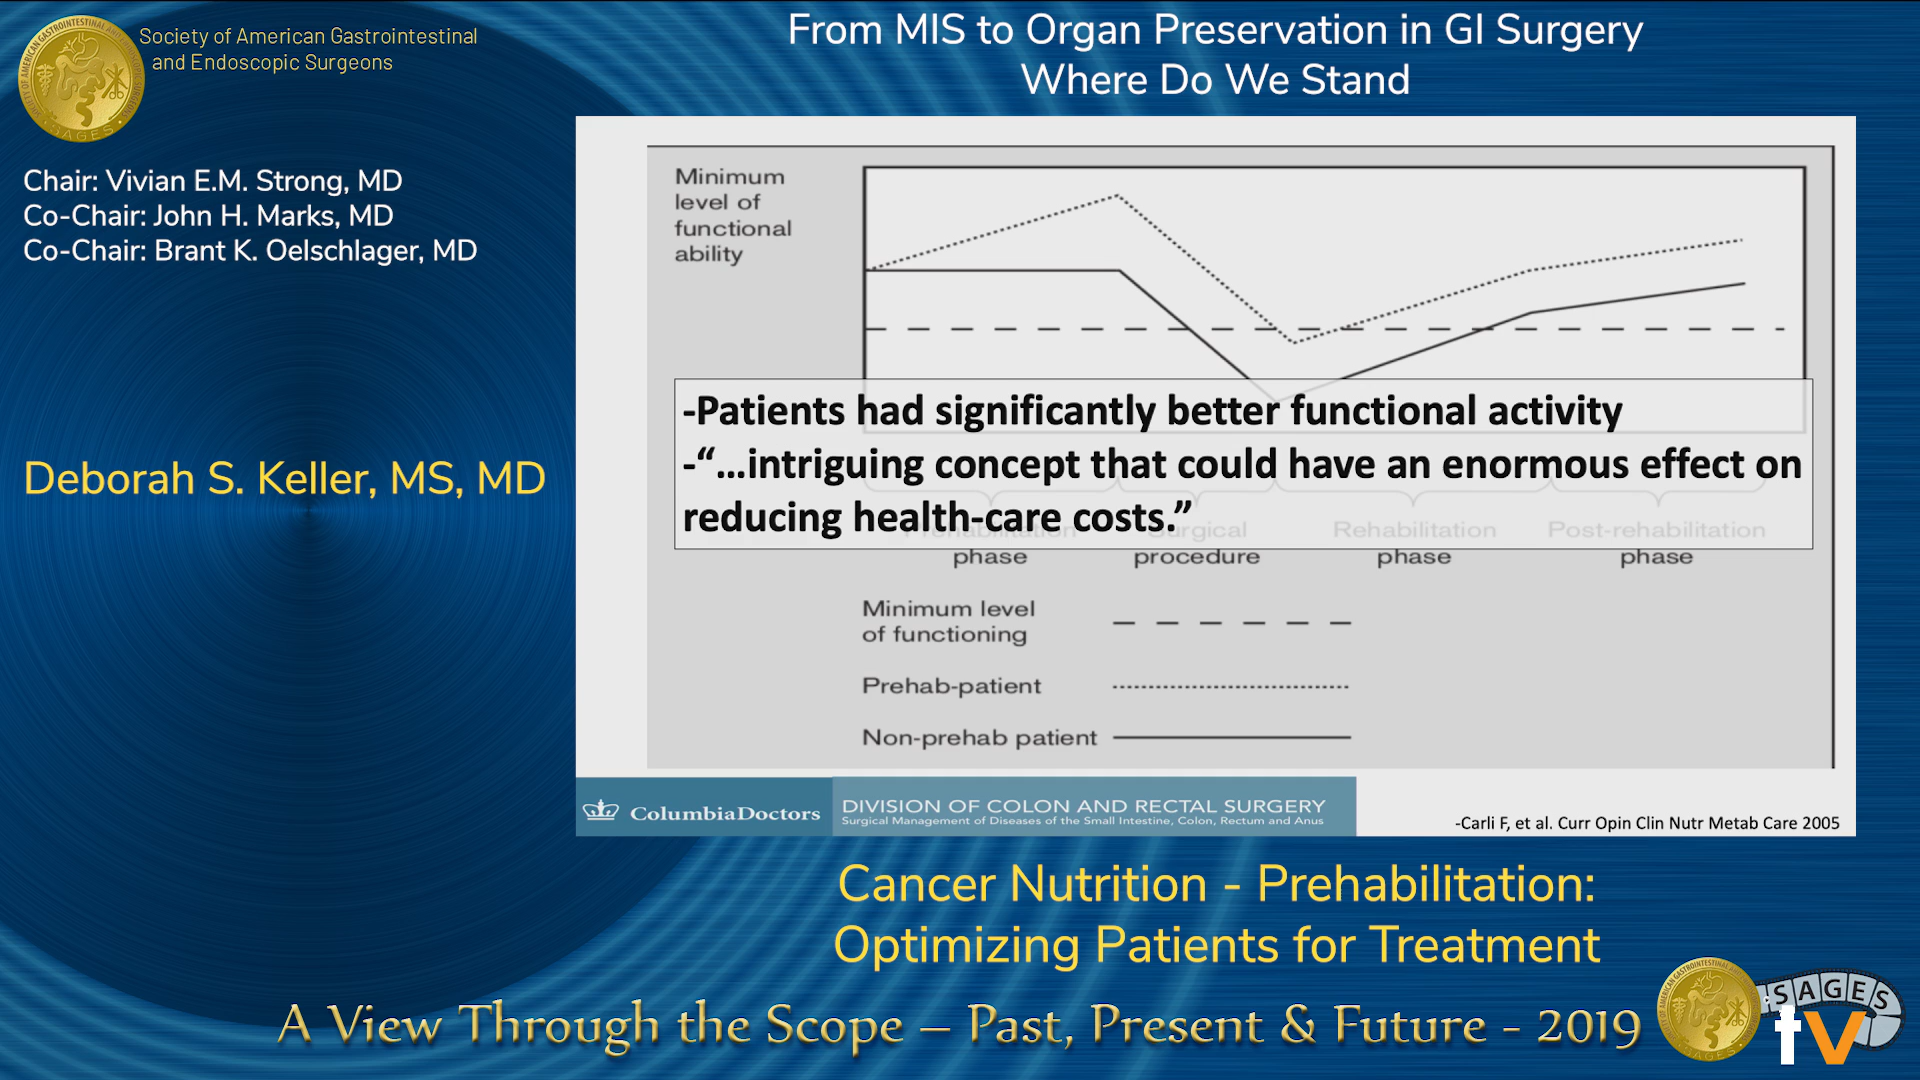 Society of American Gastrointestinal
and Endoscopic Surgeons
From MIS to Organ Preservation in GI Surgery
Where Do We Stand
Chair: Vivian E.M. Strong, MD
Co-Chair: John H. Marks, MD
Co-Chair: Brant K. Oelschlager, MD
Deborah S. Keller, MS, MD
Minimum
level of
functional
ability
-Patients had significantly better functional activity
-“...intriguing concept that could have an enormous effect on
reducing health-care costs.”
Prehabilitation Surgical Rehabilitation Post-rehabilitation
phase procedure phase phase
Minimum level
of functioning
Prehab-patient
Non-prehab patient
ColumbiaDoctors
DIVISION OF COLON AND RECTAL SURGERY
Surgical Management of Diseases of the Small Intestine, Colon, Rectum and Anus
-Carli F, et al. Curr Opin Clin Nutr Metab Care 2005
Cancer Nutrition - Prehabilitation:
Optimizing Patients for Treatment
A View Through the Scope – Past, Present & Future - 2019
SAGES
tv